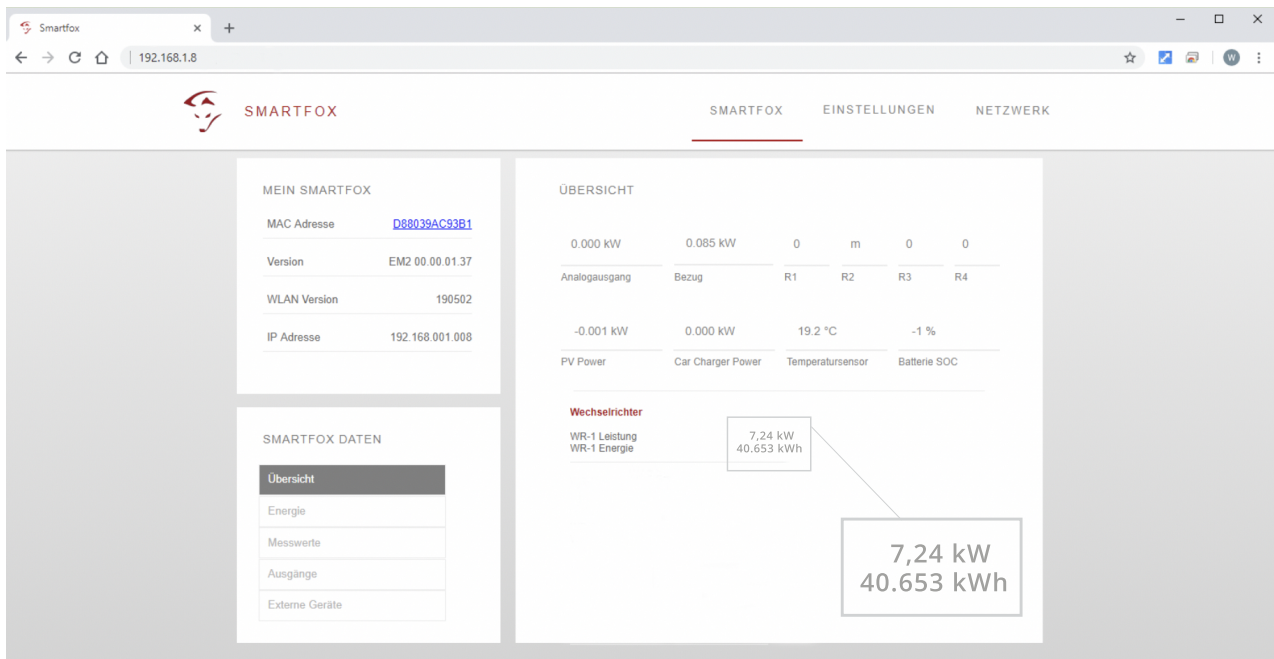 Smartfox
192.168.1.8
W
SMARTFOX
SMARTFOX EINSTELLUNGEN NETZWERK
MEIN SMARTFOX
MAC Adresse D88039AC93B1
Version EM2 00.00.01.37
WLAN Version 190502
IP Adresse 192.168.001.008
SMARTFOX DATEN
Übersicht
Energie
Messwerte
Ausgänge
Externe Geräte
ÜBERSICHT
0.000 kW 0.085 kW 0 m 0 0
Analogausgang Bezug R1 R2 R3 R4
-0.001 kW 0.000 kW 19.2 °C -1 %
PV Power Car Charger Power Temperatursensor Batterie SOC
Wechselrichter
WR-1 Leistung 7,24 kW
WR-1 Energie 40.653 kWh
7,24 kW
40.653 kWh